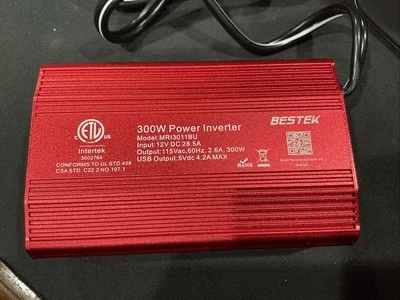 ETL
C
US
Intertek
5002764
CONFORMS TO UL STD.458
CSA STD. C22.2 NO.107.1
300W Power Inverter
Model:MRI3011BU
Input:12V DC 28.5A
Output:115Vac,60Hz, 2.6A, 300W
USB Output:5Vdc 4.2A MAX
BESTEK
RoHS